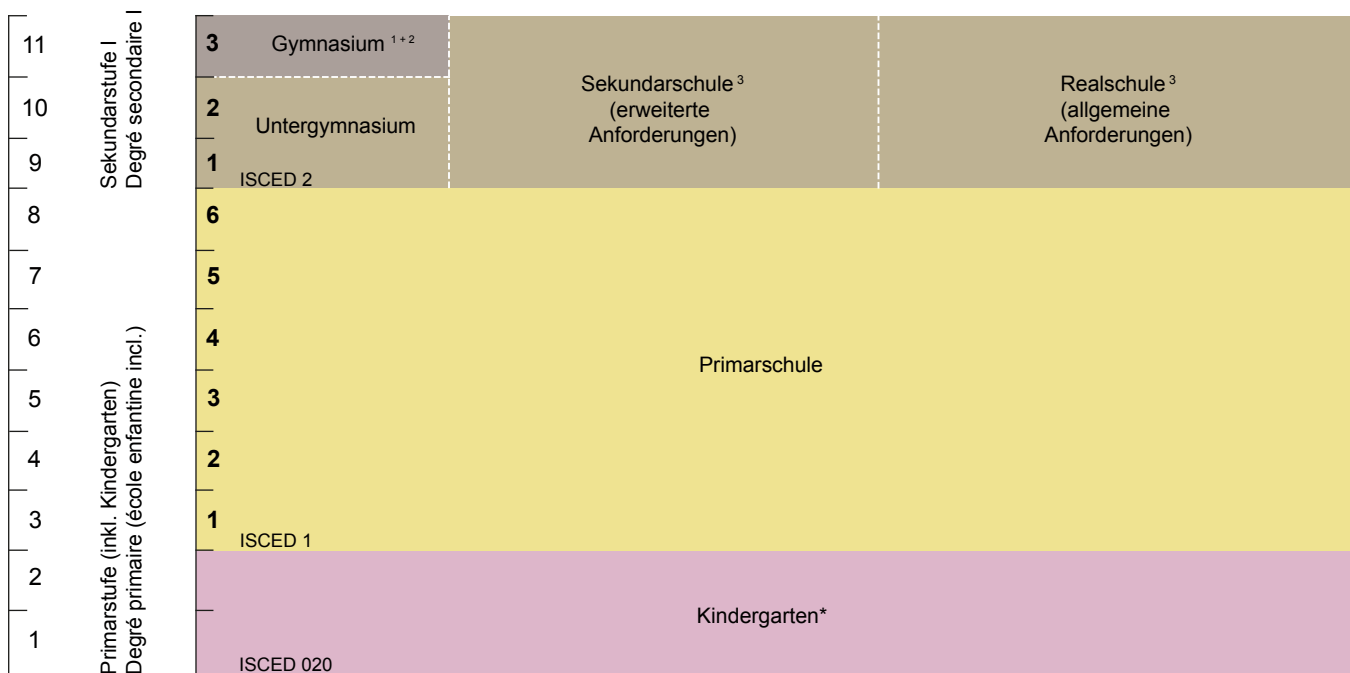 11
10
9
8
7
6
5
4
3
2
1
Sekundarstufe I
Degré secondaire I
Primarstufe (inkl. Kindergarten)
Degré primaire (école enfantine incl.)
3
2
1
6
5
4
3
2
1
Gymnasium 1 + 2
Untergymnasium
ISCED 2
Sekundarschule 3
(erweiterte
Anforderungen)
Realschule 3
(allgemeine
Anforderungen)
Primarschule
ISCED 1
Kindergarten*
ISCED 020